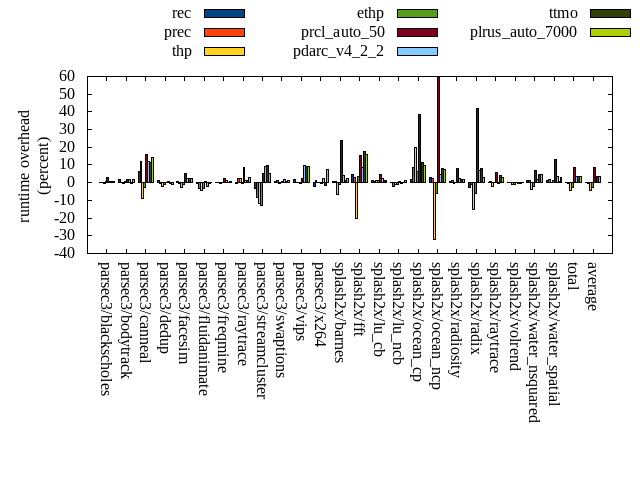 rec ethp ttmo
prec prcl_auto_50 plrus_auto_7000
thp pdarc_v4_2_2
runtime overhead
(percent)
60
50
40
30
20
10
0
-10
-20
-30
-40
parsec3/blackscholes
parsec3/bodytrack
parsec3/canneal
parsec3/dedup
parsec3/facesim
parsec3/fluidanimate
parsec3/freqmine
parsec3/raytrace
parsec3/streamcluster
parsec3/swaptions
parsec3/vips
parsec3/x264
splash2x/barnes
splash2x/fft
splash2x/lu_cb
splash2x/lu_ncb
splash2x/ocean_cp
splash2x/ocean_ncp
splash2x/radiosity
splash2x/radix
splash2x/raytrace
splash2x/volrend
splash2x/water_nsquared
splash2x/water_spatial
total
average